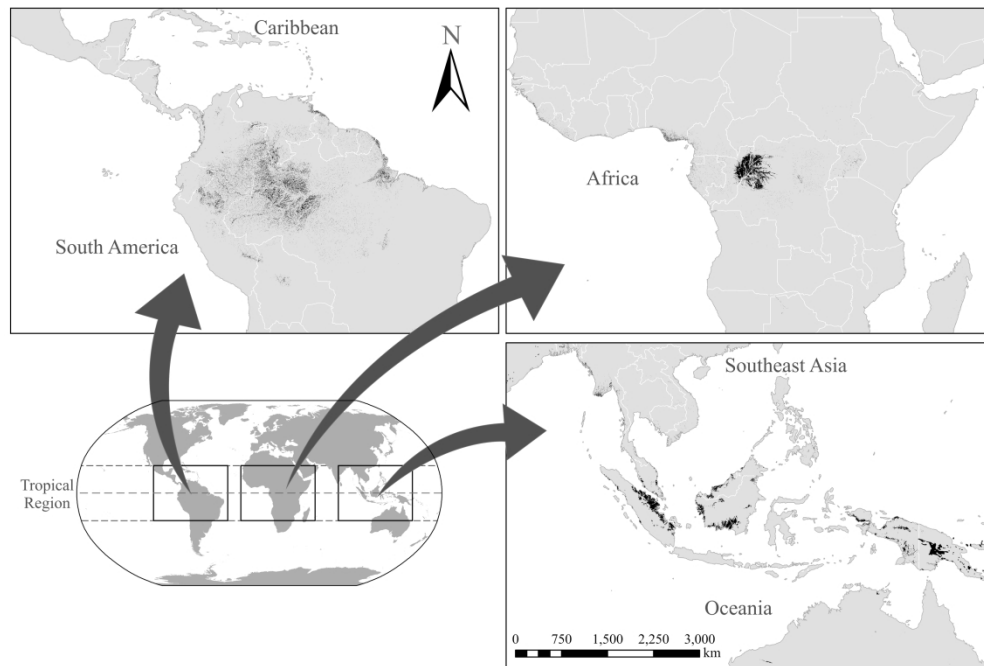 Caribbean
N
South America
Africa
Tropical
Region
Southeast Asia
Oceania
0 750 1,500 2,250 3,000
km